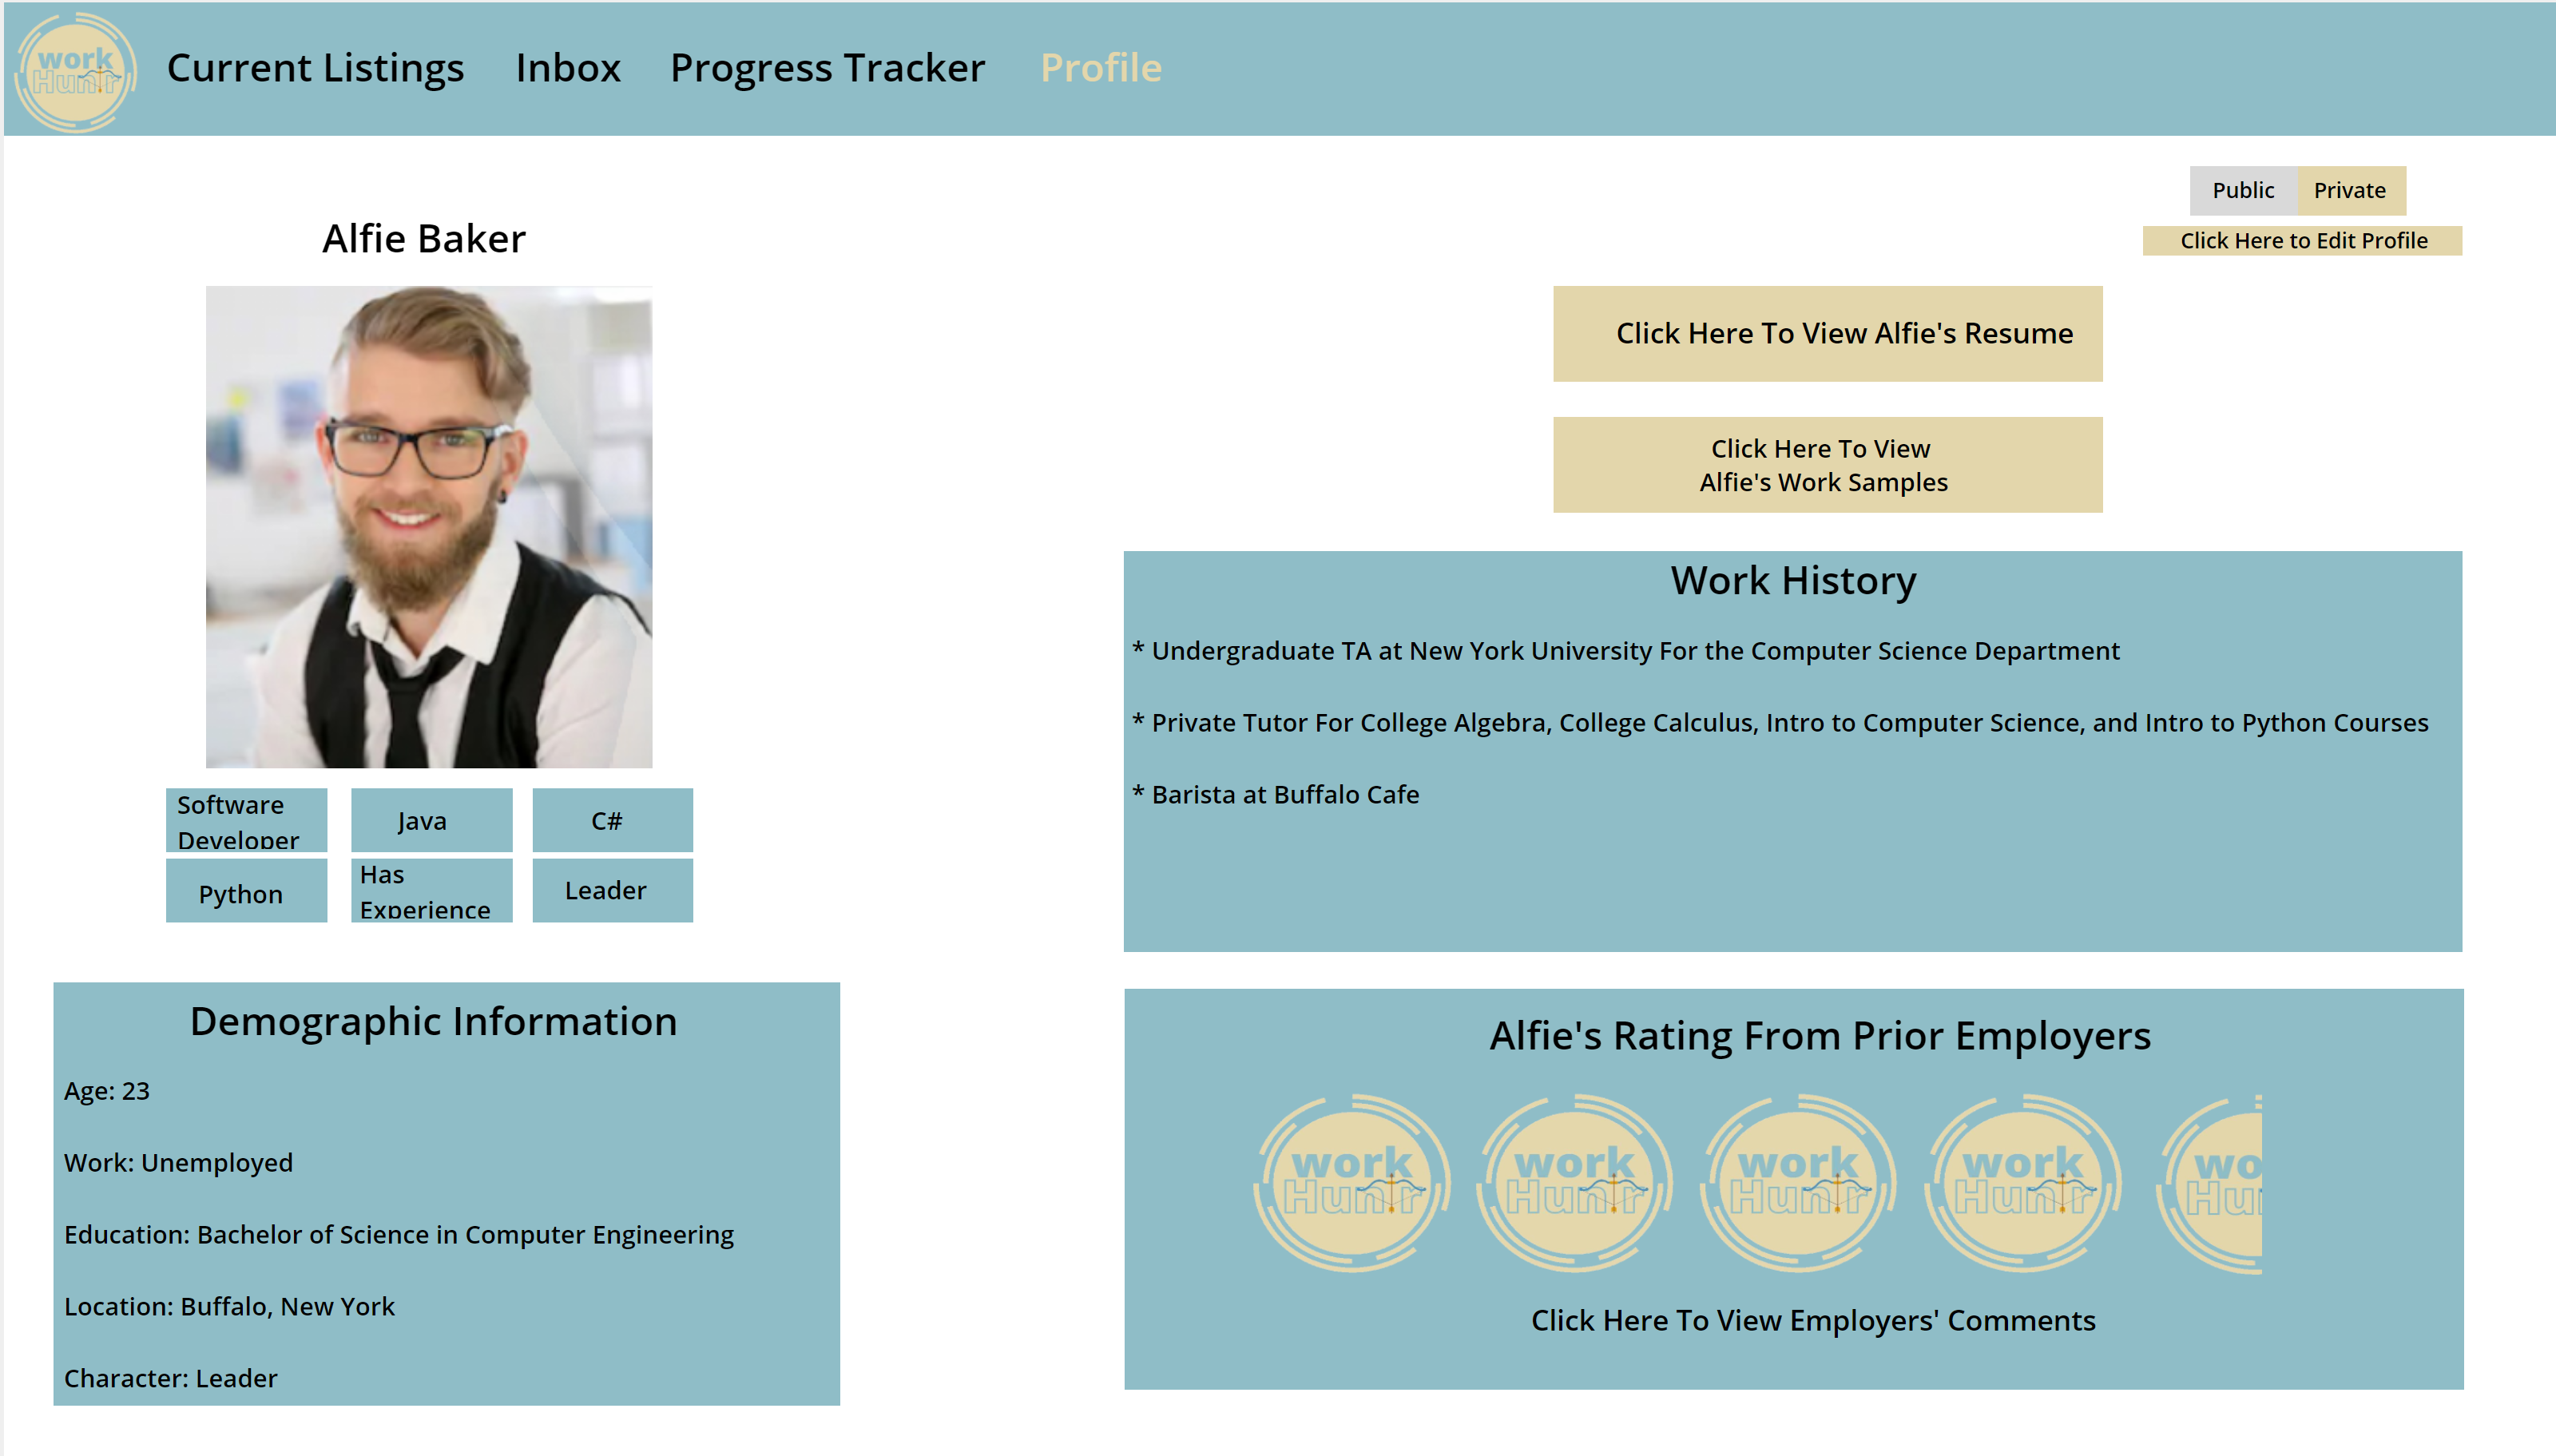 work
Hunr
Current Listings
Inbox
Progress Tracker
Profile
Public
Private
Click Here to Edit Profile
Alfie Baker
Click Here To View Alfie's Resume
Click Here To View
Alfie's Work Samples
Software
Developer
Java
C#
Python
Has
Experience
Leader
Work History
* Undergraduate TA at New York University For the Computer Science Department
* Private Tutor For College Algebra, College Calculus, Intro to Computer Science, and Intro to Python Courses
* Barista at Buffalo Cafe
Demographic Information
Age: 23
Work: Unemployed
Education: Bachelor of Science in Computer Engineering
Location: Buffalo, New York
Character: Leader
Alfie's Rating From Prior Employers
work
Hunr
work
Hunr
work
Hunr
work
Hunr
wo
Hu
Click Here To View Employers' Comments